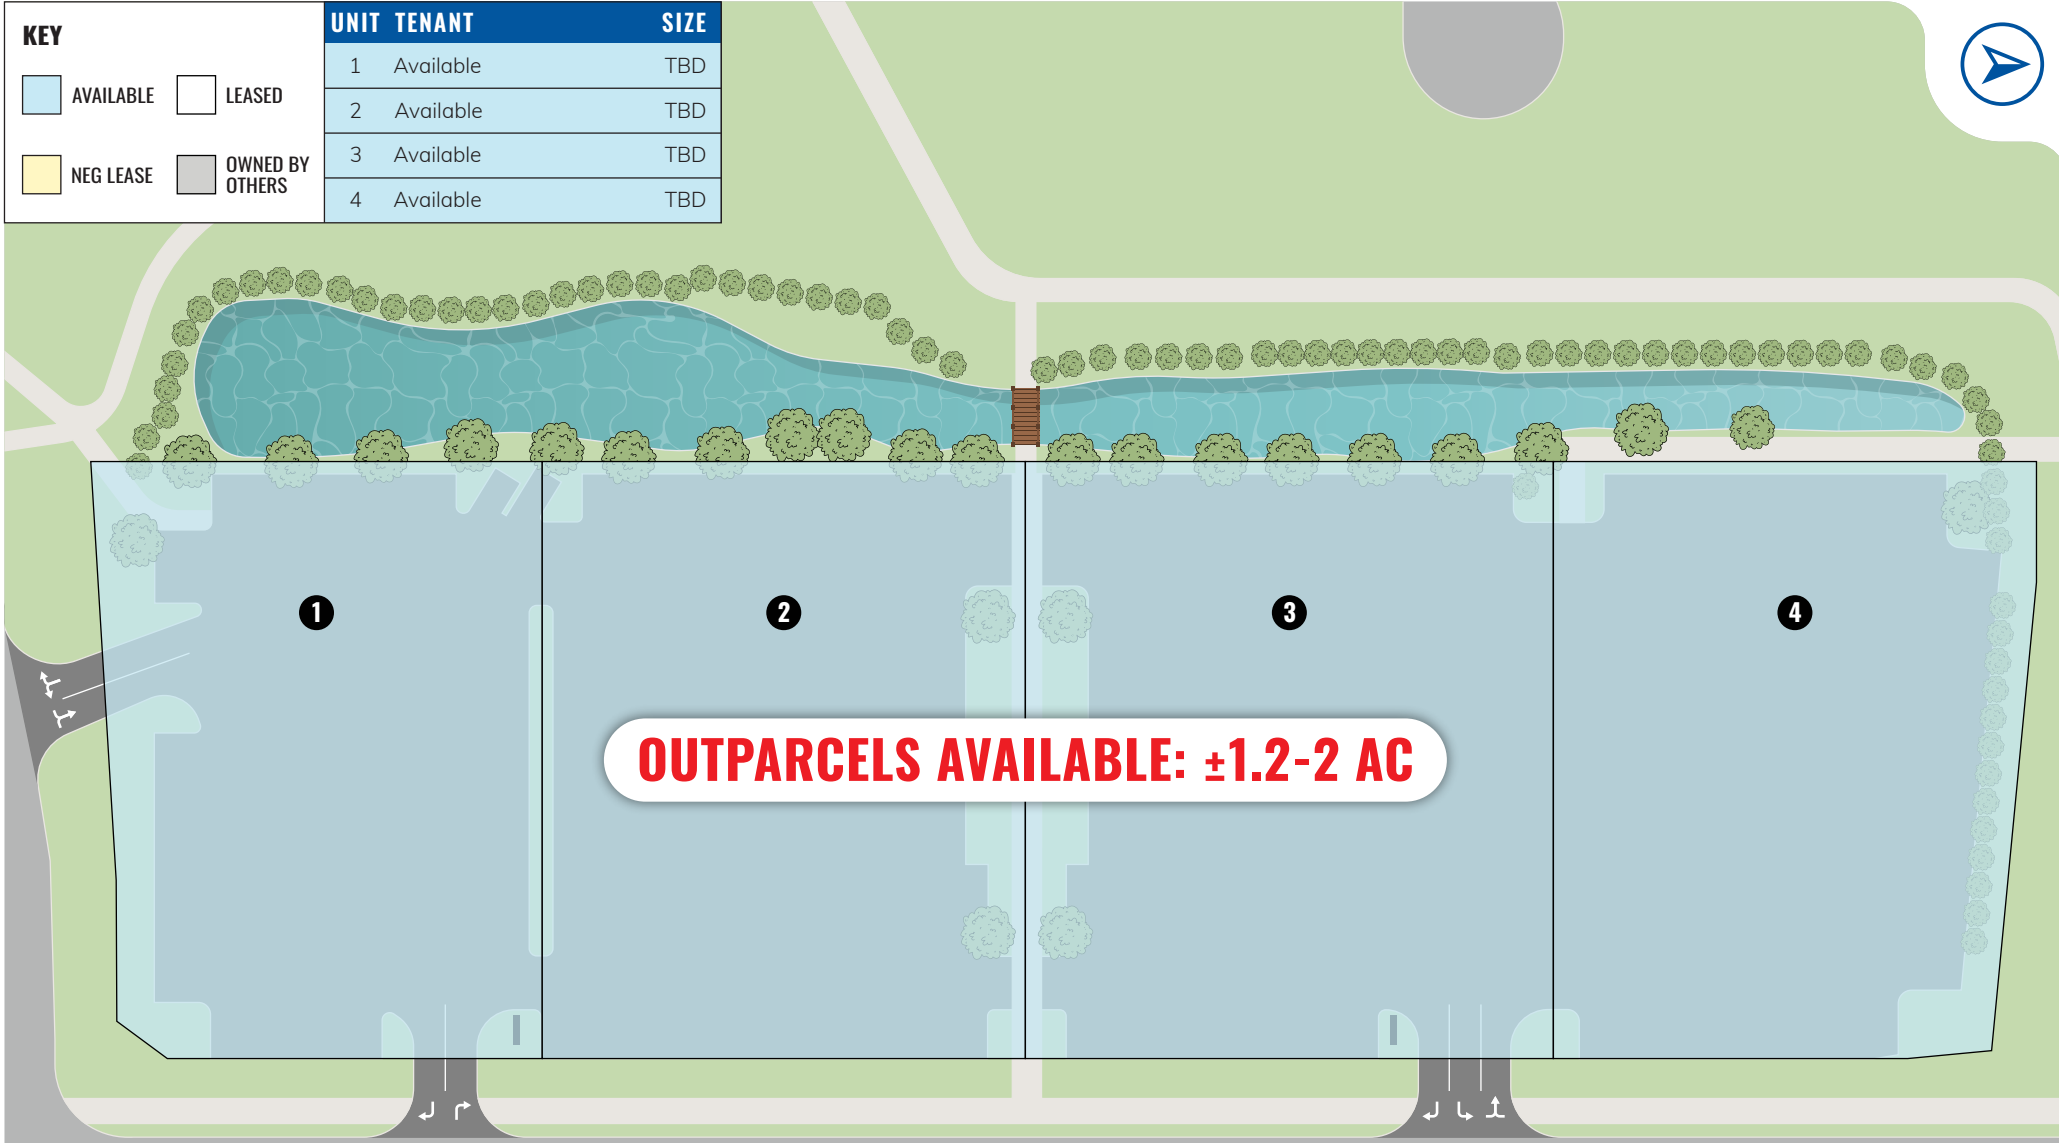 KEY
AVAILABLE
LEASED
NEG LEASE
OWNED BY
OTHERS
UNIT TENANT SIZE
1 Available TBD
2 Available TBD
3 Available TBD
4 Available TBD
1
2
3
4
OUTPARCELS AVAILABLE: ±1.2-2 AC